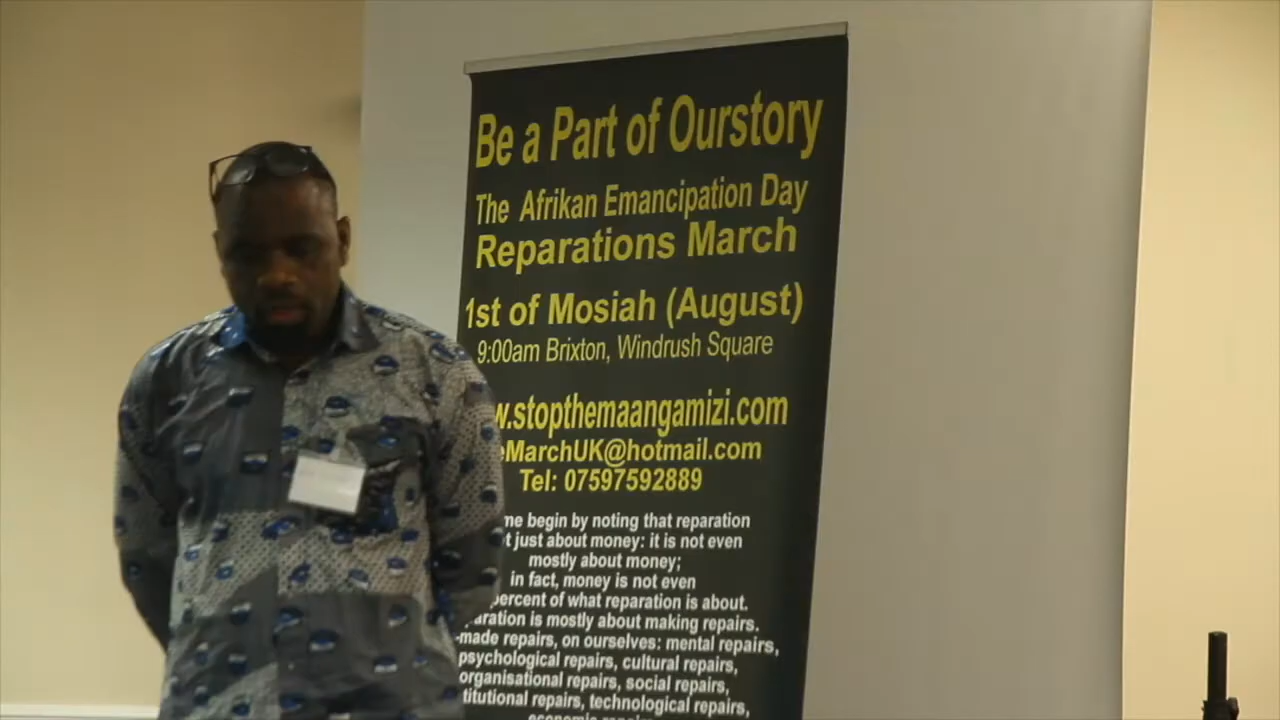 Be a Part of Ourstory
The Afrikan Emancipation Day
Reparations March
1st of Mosiah (August)
9:00am Brixton, Windrush Square
w.stopthemaangamizi.com
MarchUK@hotmail.com
Tel: 07597592889
me begin by noting that reparation
t just about money: it is not even
mostly about money;
in fact, money is not even
percent of what reparation is about.
aration is mostly about making repairs.
-made repairs, on ourselves: mental repairs,
psychological repairs, cultural repairs,
organisational repairs, social repairs,
titutional repairs, technological repairs,